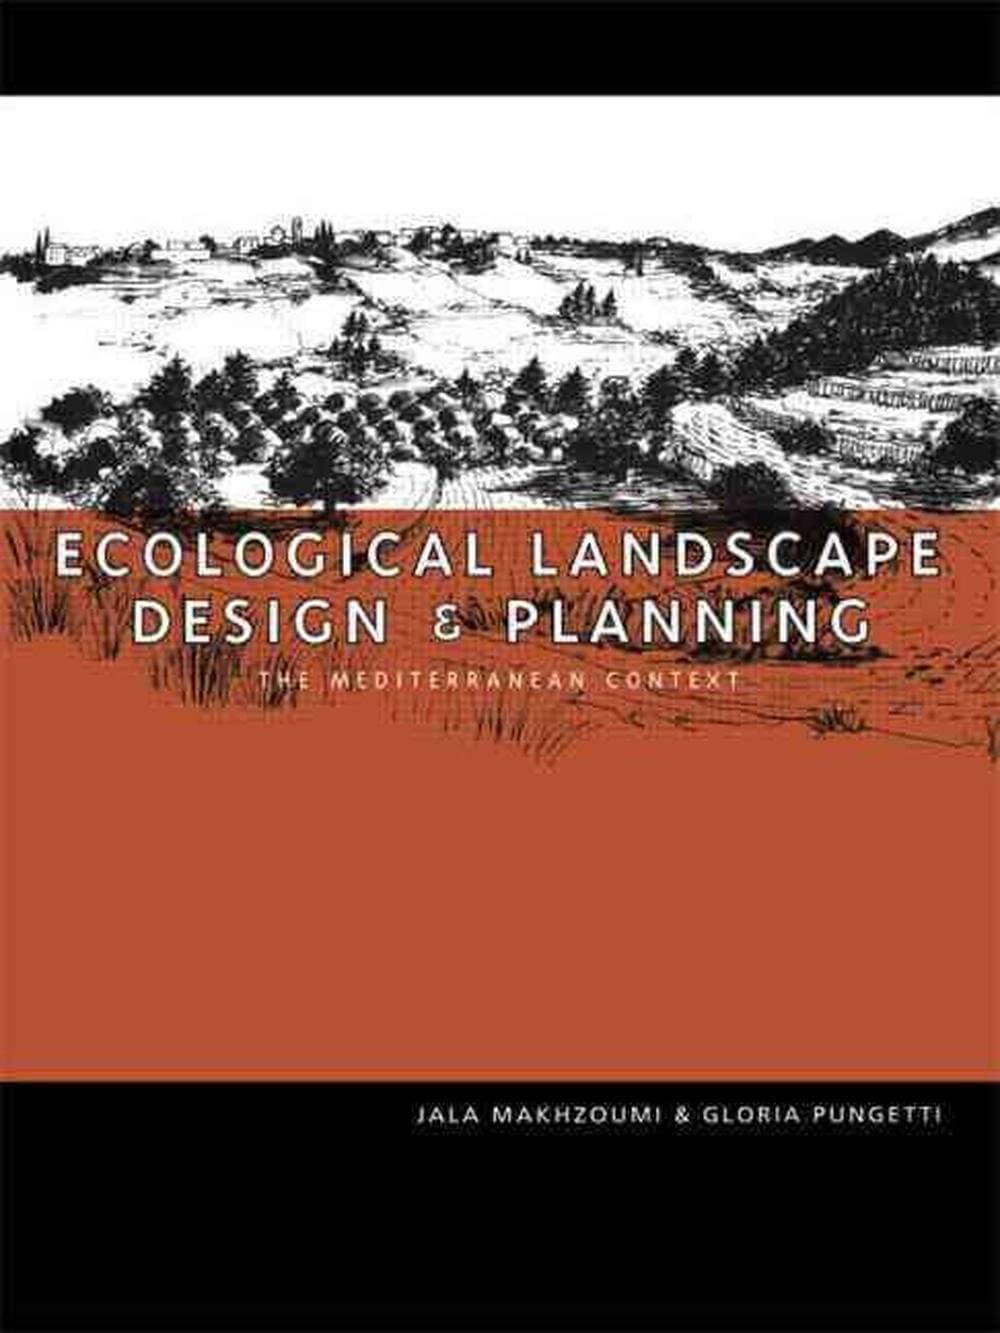 ECOLOGICAL LANDSCAPE
DESIGN & PLANNING
THE MEDITERRANEAN CONTEXT
JALA MAKHZOUMI & GLORIA PUNGETTI